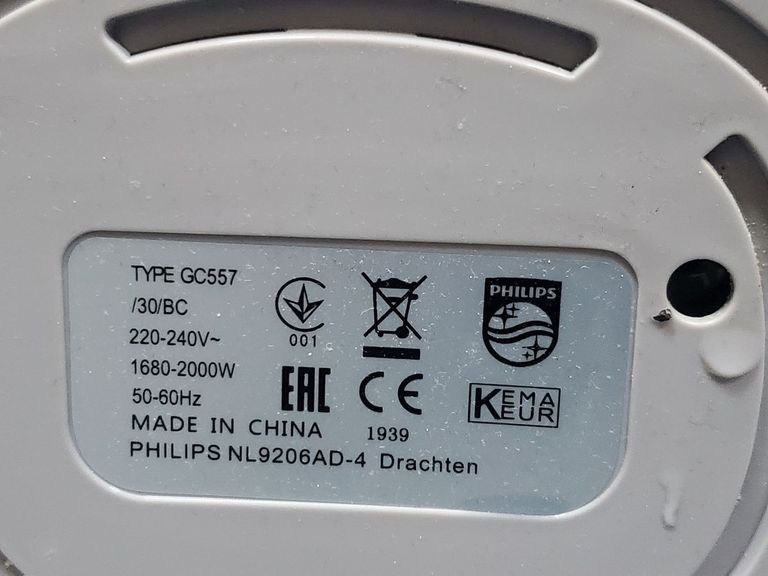 TYPE GC557
/30/BC
220-240V~
1680-2000W
50-60Hz
MADE IN CHINA
PHILIPS NL9206AD-4 Drachten
001
EAC
CE
1939
PHILIPS
KEMA
KEUR